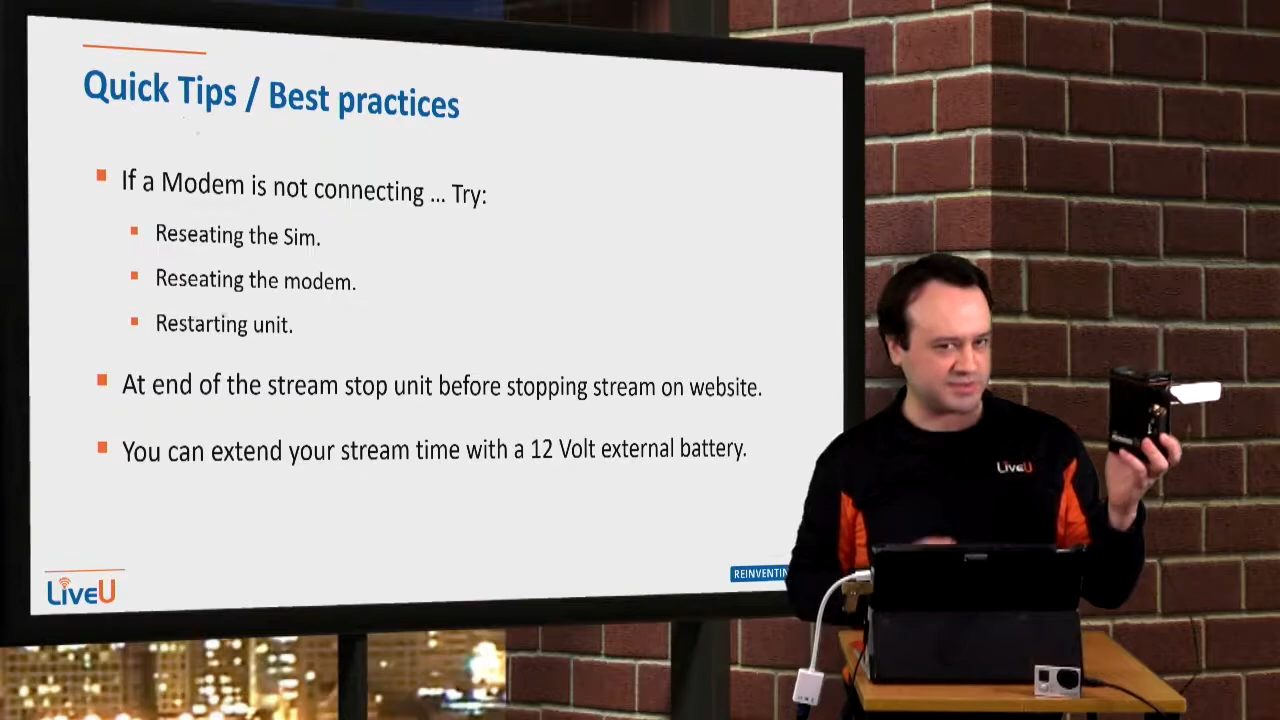 Quick Tips / Best practices
If a Modem is not connecting ... Try:
Reseating the Sim.
Reseating the modem.
Restarting unit.
At end of the stream stop unit before stopping stream on website.
You can extend your stream time with a 12 Volt external battery.
LiveU
LiveU